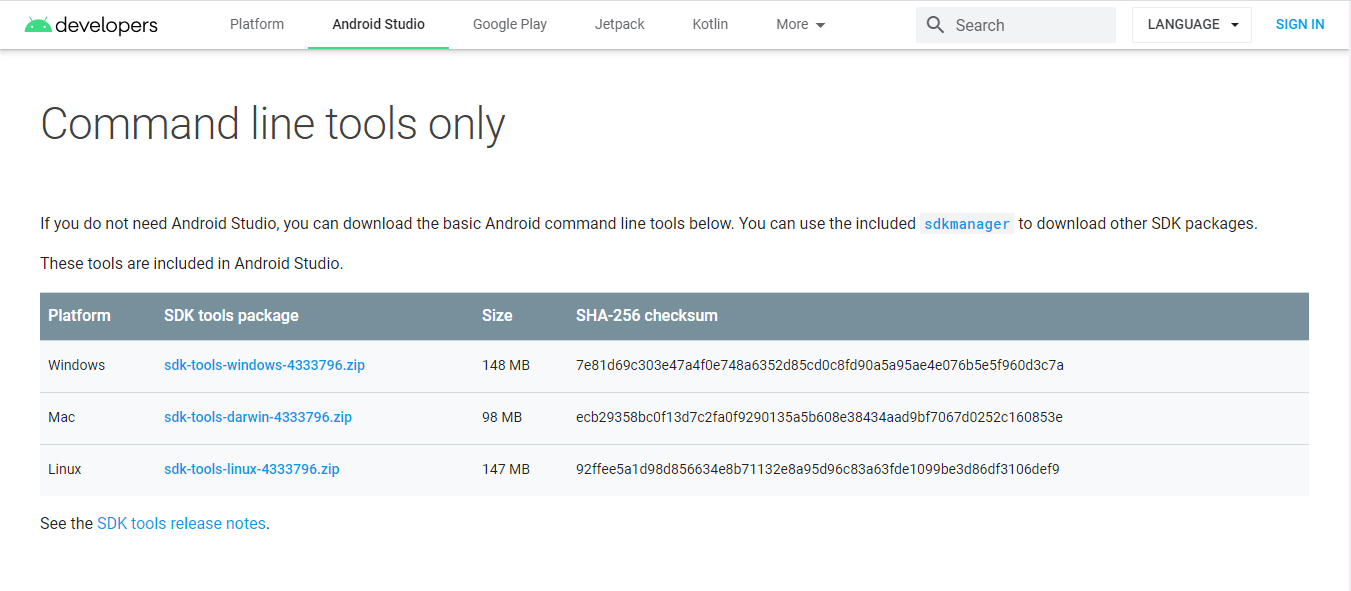 developers Platform Android Studio Google Play Jetpack Kotlin More Search LANGUAGE SIGN IN
Command line tools only
If you do not need Android Studio, you can download the basic Android command line tools below. You can use the included sdkmanager to download other SDK packages.
These tools are included in Android Studio.
Platform SDK tools package Size SHA-256 checksum
Windows sdk-tools-windows-4333796.zip 148 MB 7e81d69c303e47a4f0e748a6352d85cd0c8fd90a5a95ae4e076b5e5f960d3c7a
Mac sdk-tools-darwin-4333796.zip 98 MB ecb29358bc0f13d7c2fa0f9290135a5b608e38434aad9bf7067d0252c160853e
Linux sdk-tools-linux-4333796.zip 147 MB 92ffee5a1d98d856634e8b71132e8a95d96c83a63fde1099be3d86df3106def9
See the SDK tools release notes.